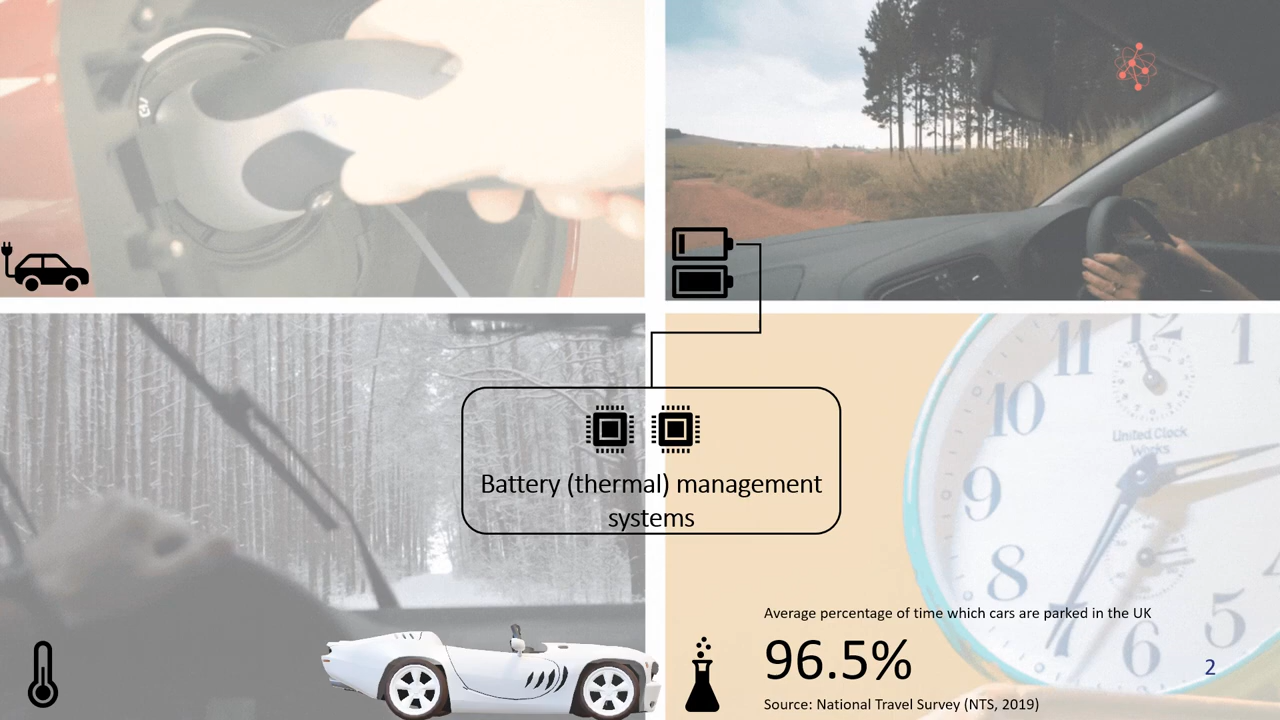 Battery (thermal) management
systems
12
11
1
10
9
8
7
6
5
4
United Clock
Works
Average percentage of time which cars are parked in the UK
96.5%
2
Source: National Travel Survey (NTS, 2019)